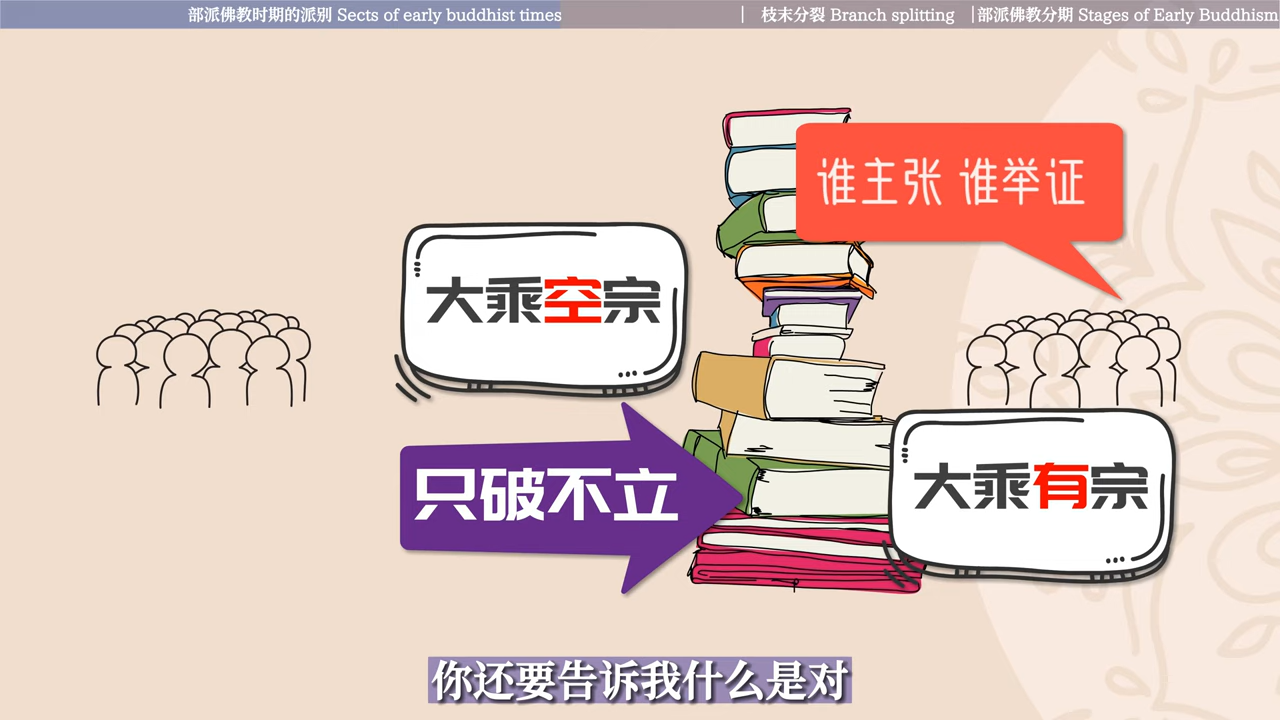 部派佛教时期的派别 Sects of early buddhist times
| 枝末分裂 Branch splitting
|部派佛教分期 Stages of Early Buddhism
谁主张 谁举证
大乘空宗
只破不立
大乘有宗
你还要告诉我什么是对